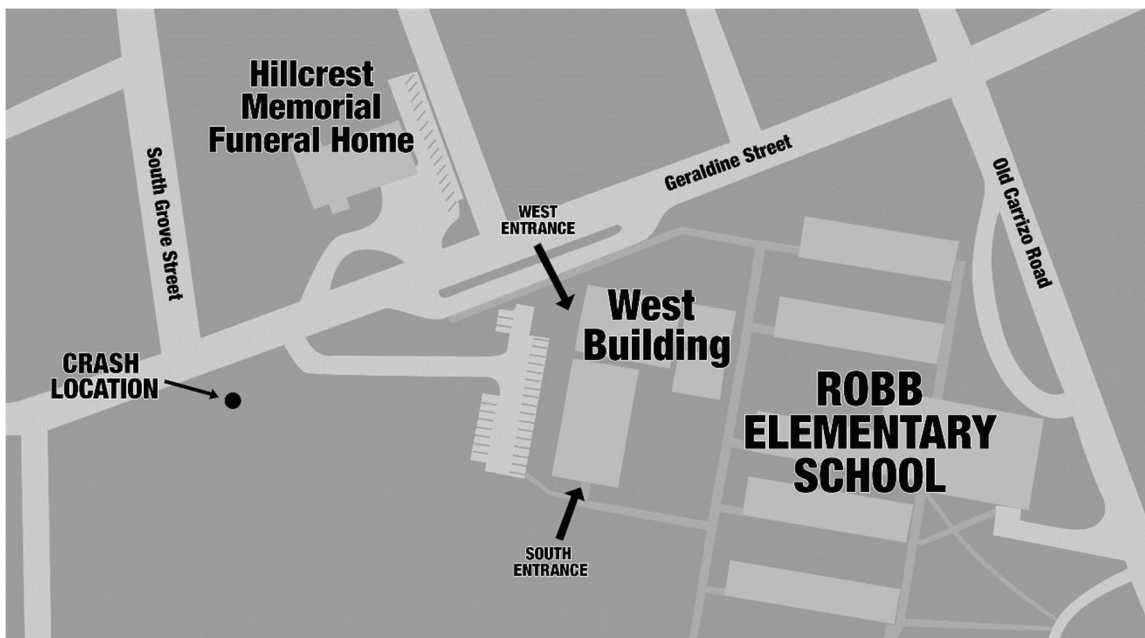 Hillcrest
Memorial
Funeral Home
South Grove Street
Geraldine Street
Old Carrizo Road
WEST
ENTRANCE
West
Building
CRASH
LOCATION
ROBB
ELEMENTARY
SCHOOL
SOUTH
ENTRANCE